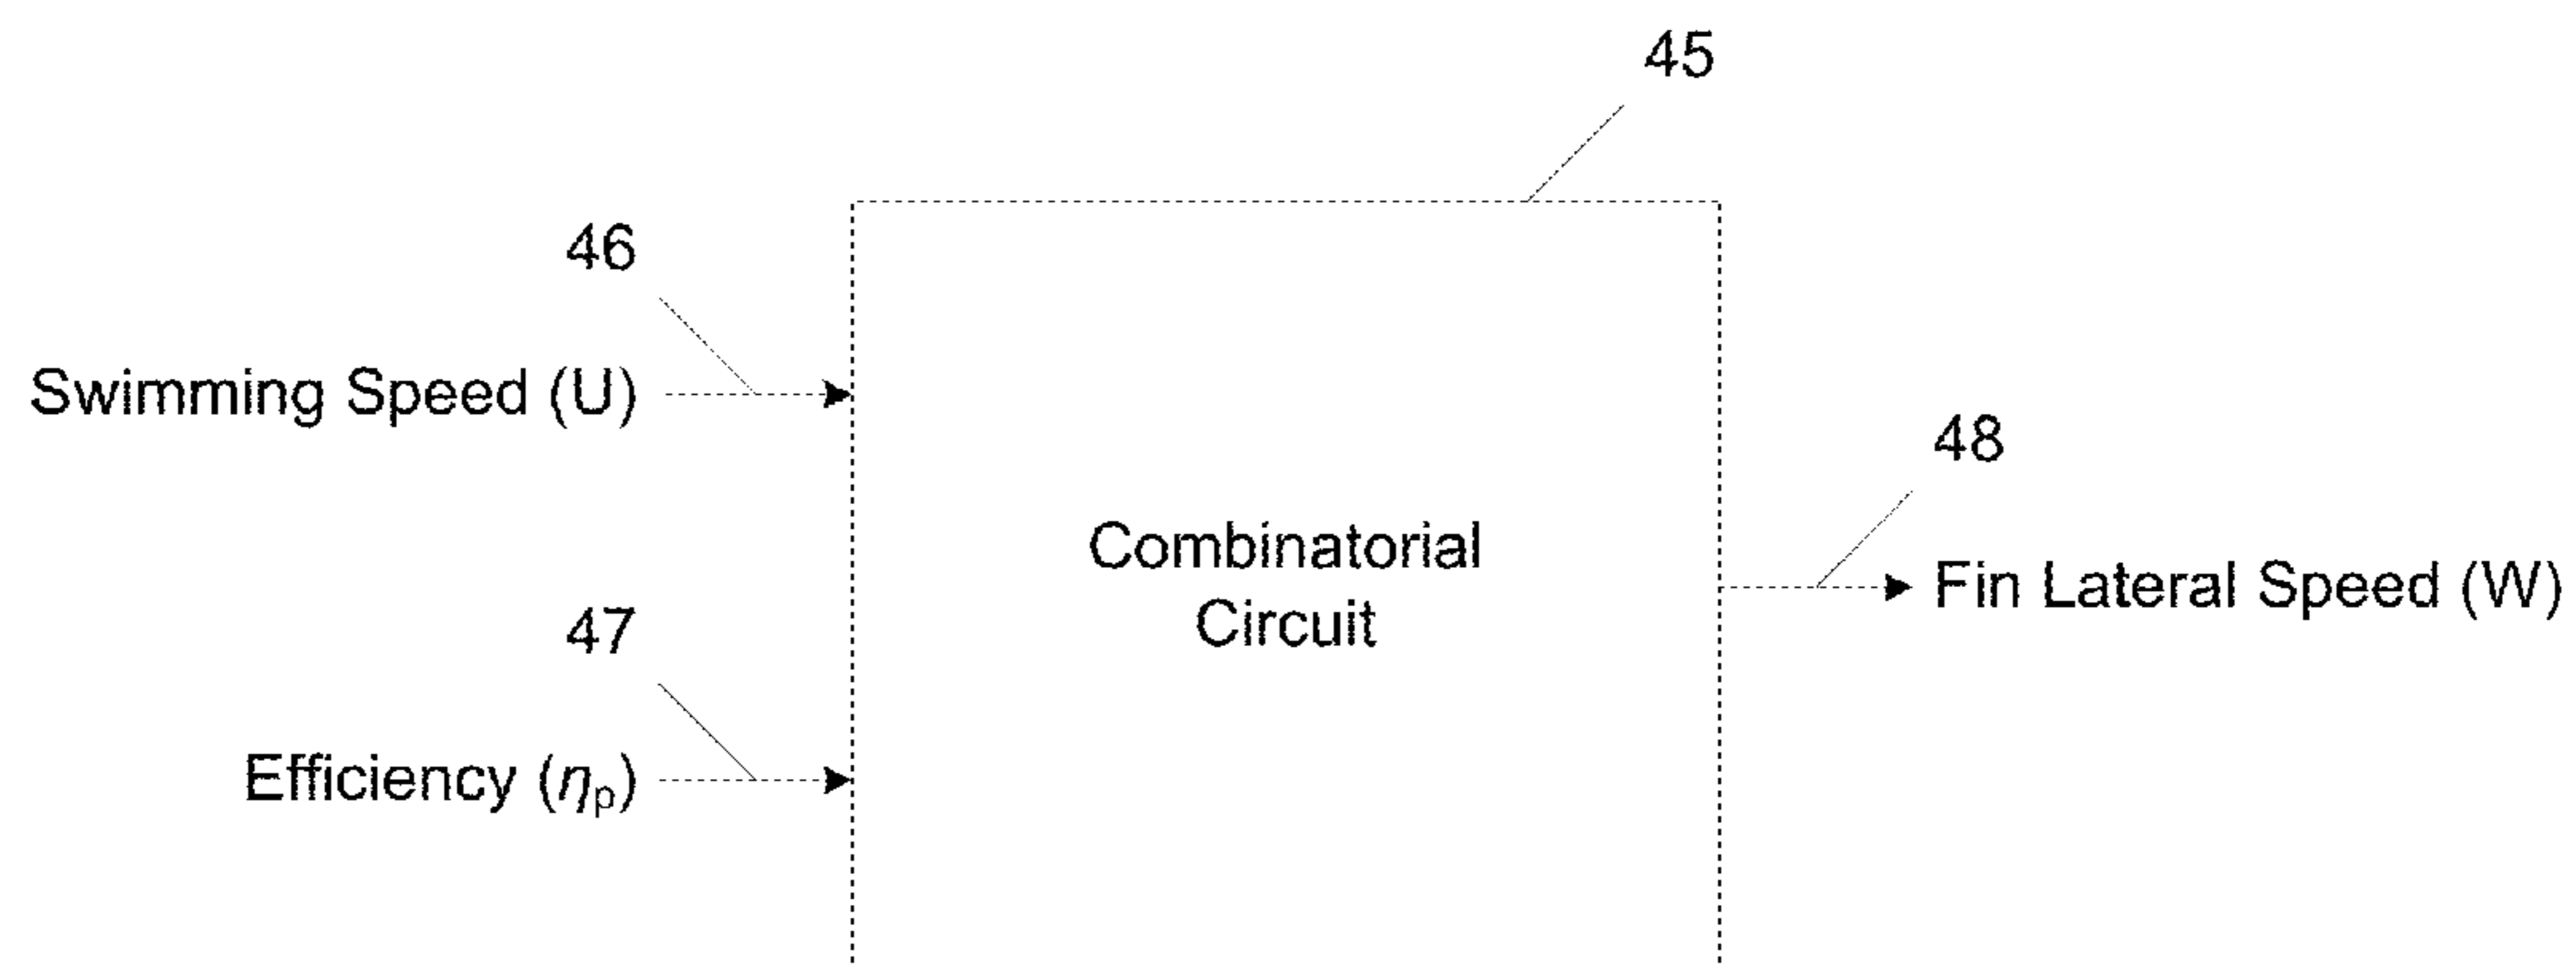 45
46
Swimming Speed (U)
48
Combinatorial
Circuit
Fin Lateral Speed (W)
47
Efficiency (ηp)